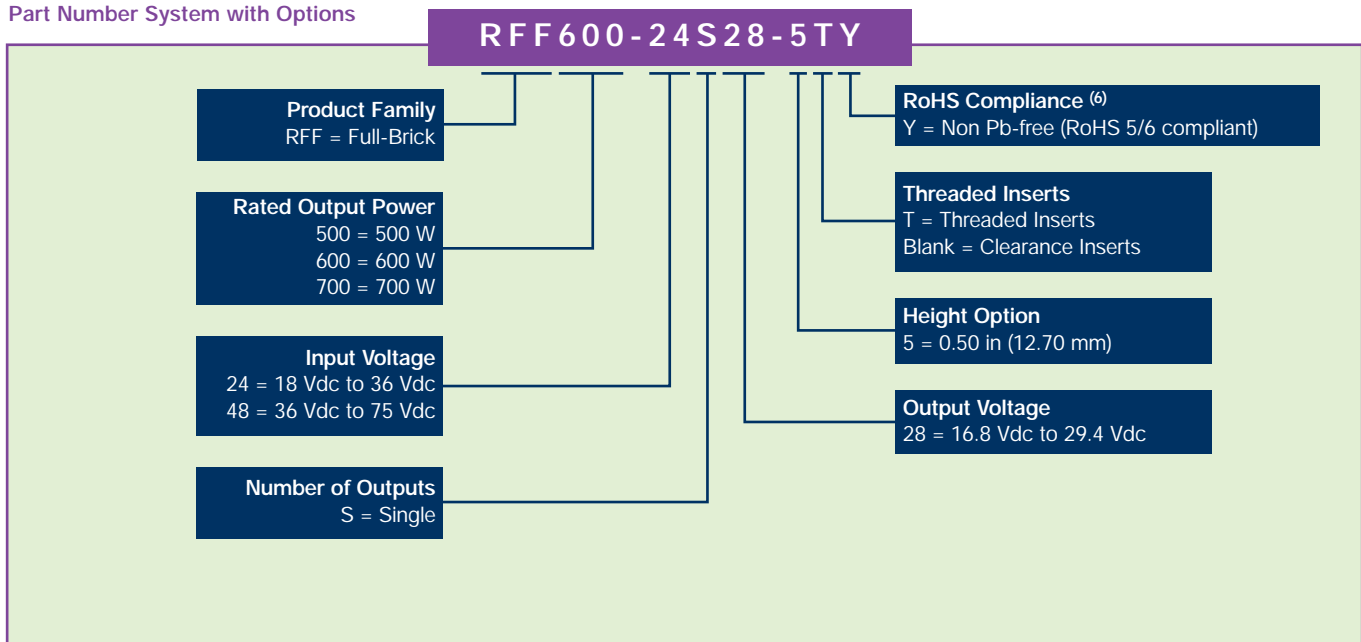 Part Number System with Options
RFF600-24S28-5TY
Product Family
RFF = Full-Brick
Rated Output Power
500 = 500 W
600 = 600 W
700 = 700 W
Input Voltage
24 = 18 Vdc to 36 Vdc
48 = 36 Vdc to 75 Vdc
Number of Outputs
S = Single
RoHS Compliance (6)
Y = Non Pb-free (RoHS 5/6 compliant)
Threaded Inserts
T = Threaded Inserts
Blank = Clearance Inserts
Height Option
5 = 0.50 in (12.70 mm)
Output Voltage
28 = 16.8 Vdc to 29.4 Vdc